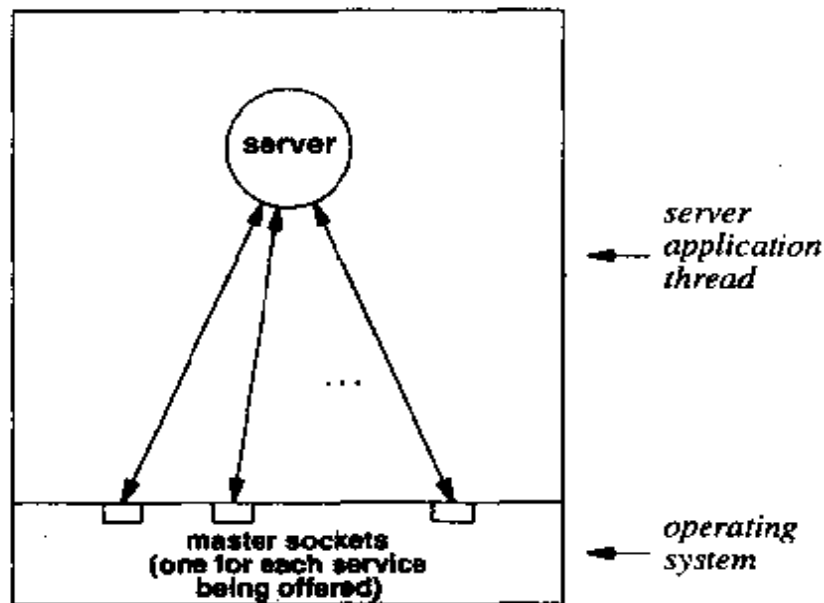 server
server
application
thread
...
master sockets
(one for each service
being offered)
operating
system